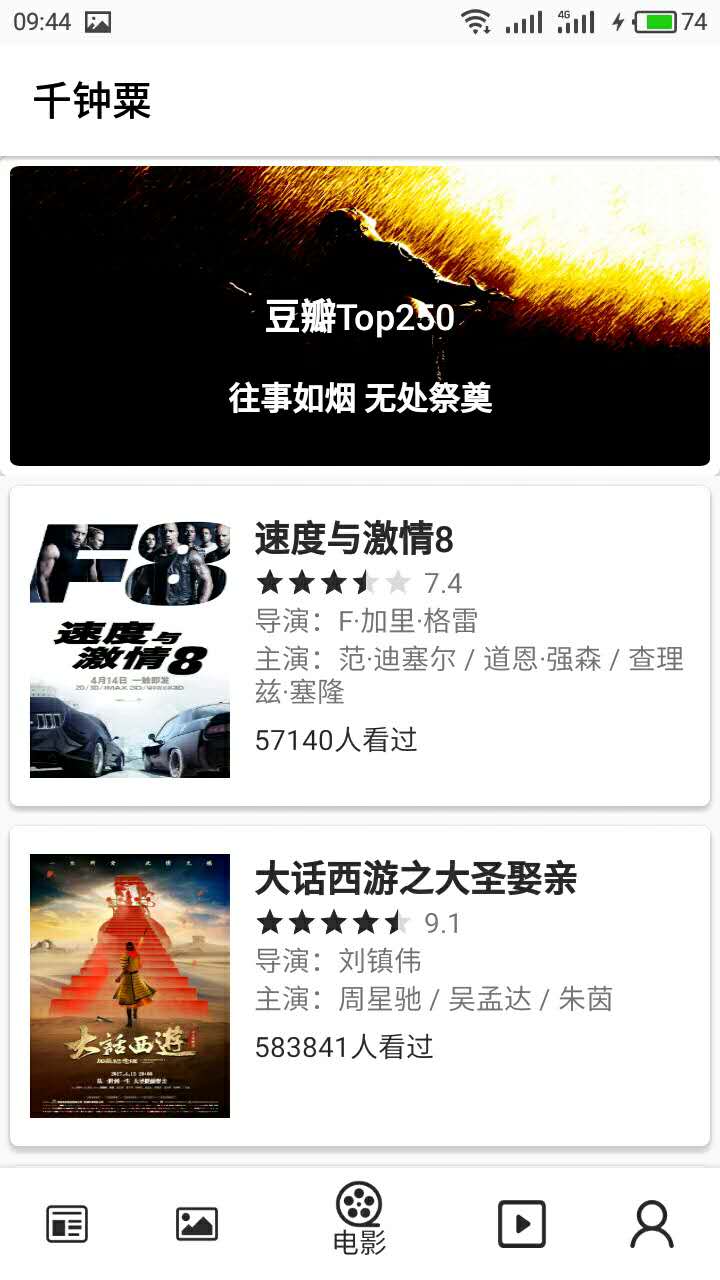 09:44
4G
74
千钟粟
豆瓣Top250
往事如烟 无处祭奠
F8
速度与
激情8
4月14日 一触即发
速度与激情8
7.4
导演：F·加里·格雷
主演：范·迪塞尔 / 道恩·强森 / 查理
兹·塞隆
57140人看过
大話西遊
大话西游之大圣娶亲
9.1
导演：刘镇伟
主演：周星驰 / 吴孟达 / 朱茵
583841人看过
电影